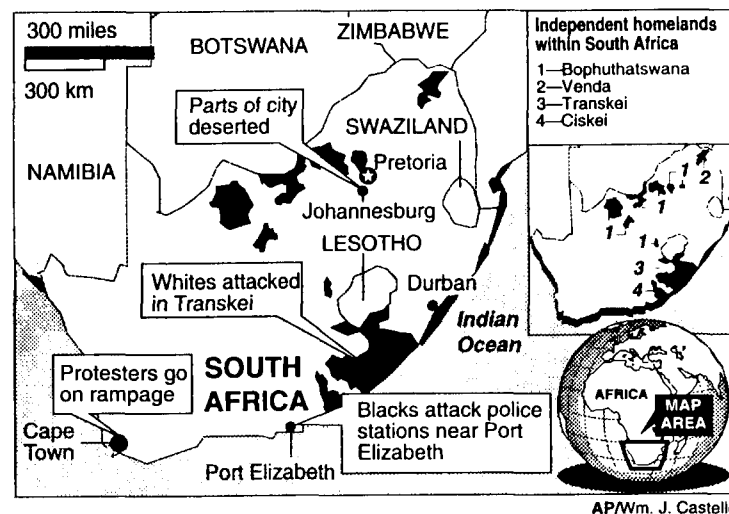 300 miles
300 km
BOTSWANA
ZIMBABWE
Parts of city
deserted
SWAZILAND
NAMIBIA
Pretoria
Johannesburg
LESOTHO
Whites attacked
in Transkei
Durban
Indian
Ocean
Protesters go
on rampage
SOUTH
AFRICA
Blacks attack police
stations near Port
Elizabeth
Cape
Town
Port Elizabeth
Independent homelands
within South Africa
1—Bophuthatswana
2—Venda
3—Transkei
4—Ciskei
1
2
1
1
1
3
4
AFRICA
MAP
AREA
AP/Wm. J. Castell